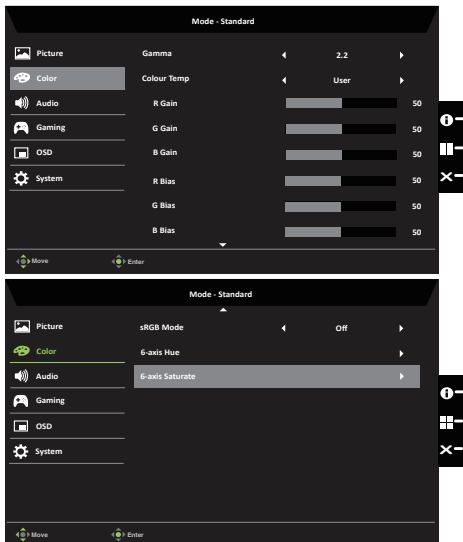 Mode - Standard
Picture
Gamma 2.2
Color
Colour Temp User
Audio
R Gain 50
Gaming
G Gain 50
OSD
B Gain 50
System
R Bias 50
G Bias 50
B Bias 50
Move Enter
Mode - Standard
Picture
sRGB Mode Off
Color
6-axis Hue
Audio
6-axis Saturate
Gaming
OSD
System
Move Enter